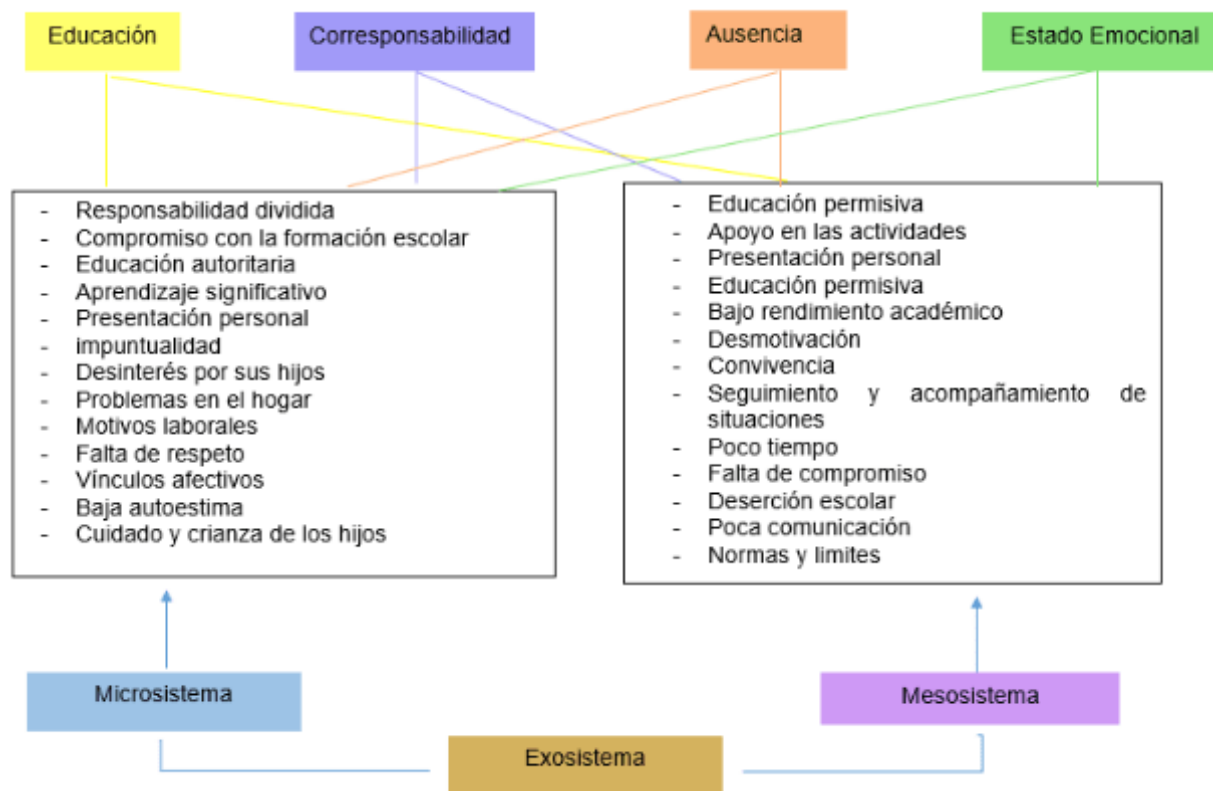 Educación
Corresponsabilidad
Ausencia
Estado Emocional
- Responsabilidad dividida
- Compromiso con la formación escolar
- Educación autoritaria
- Aprendizaje significativo
- Presentación personal
- impuntualidad
- Desinterés por sus hijos
- Problemas en el hogar
- Motivos laborales
- Falta de respeto
- Vínculos afectivos
- Baja autoestima
- Cuidado y crianza de los hijos
- Educación permisiva
- Apoyo en las actividades
- Presentación personal
- Educación permisiva
- Bajo rendimiento académico
- Desmotivación
- Convivencia
- Seguimiento y acompañamiento de
situaciones
- Poco tiempo
- Falta de compromiso
- Deserción escolar
- Poca comunicación
- Normas y limites
Microsistema
Mesosistema
Exosistema